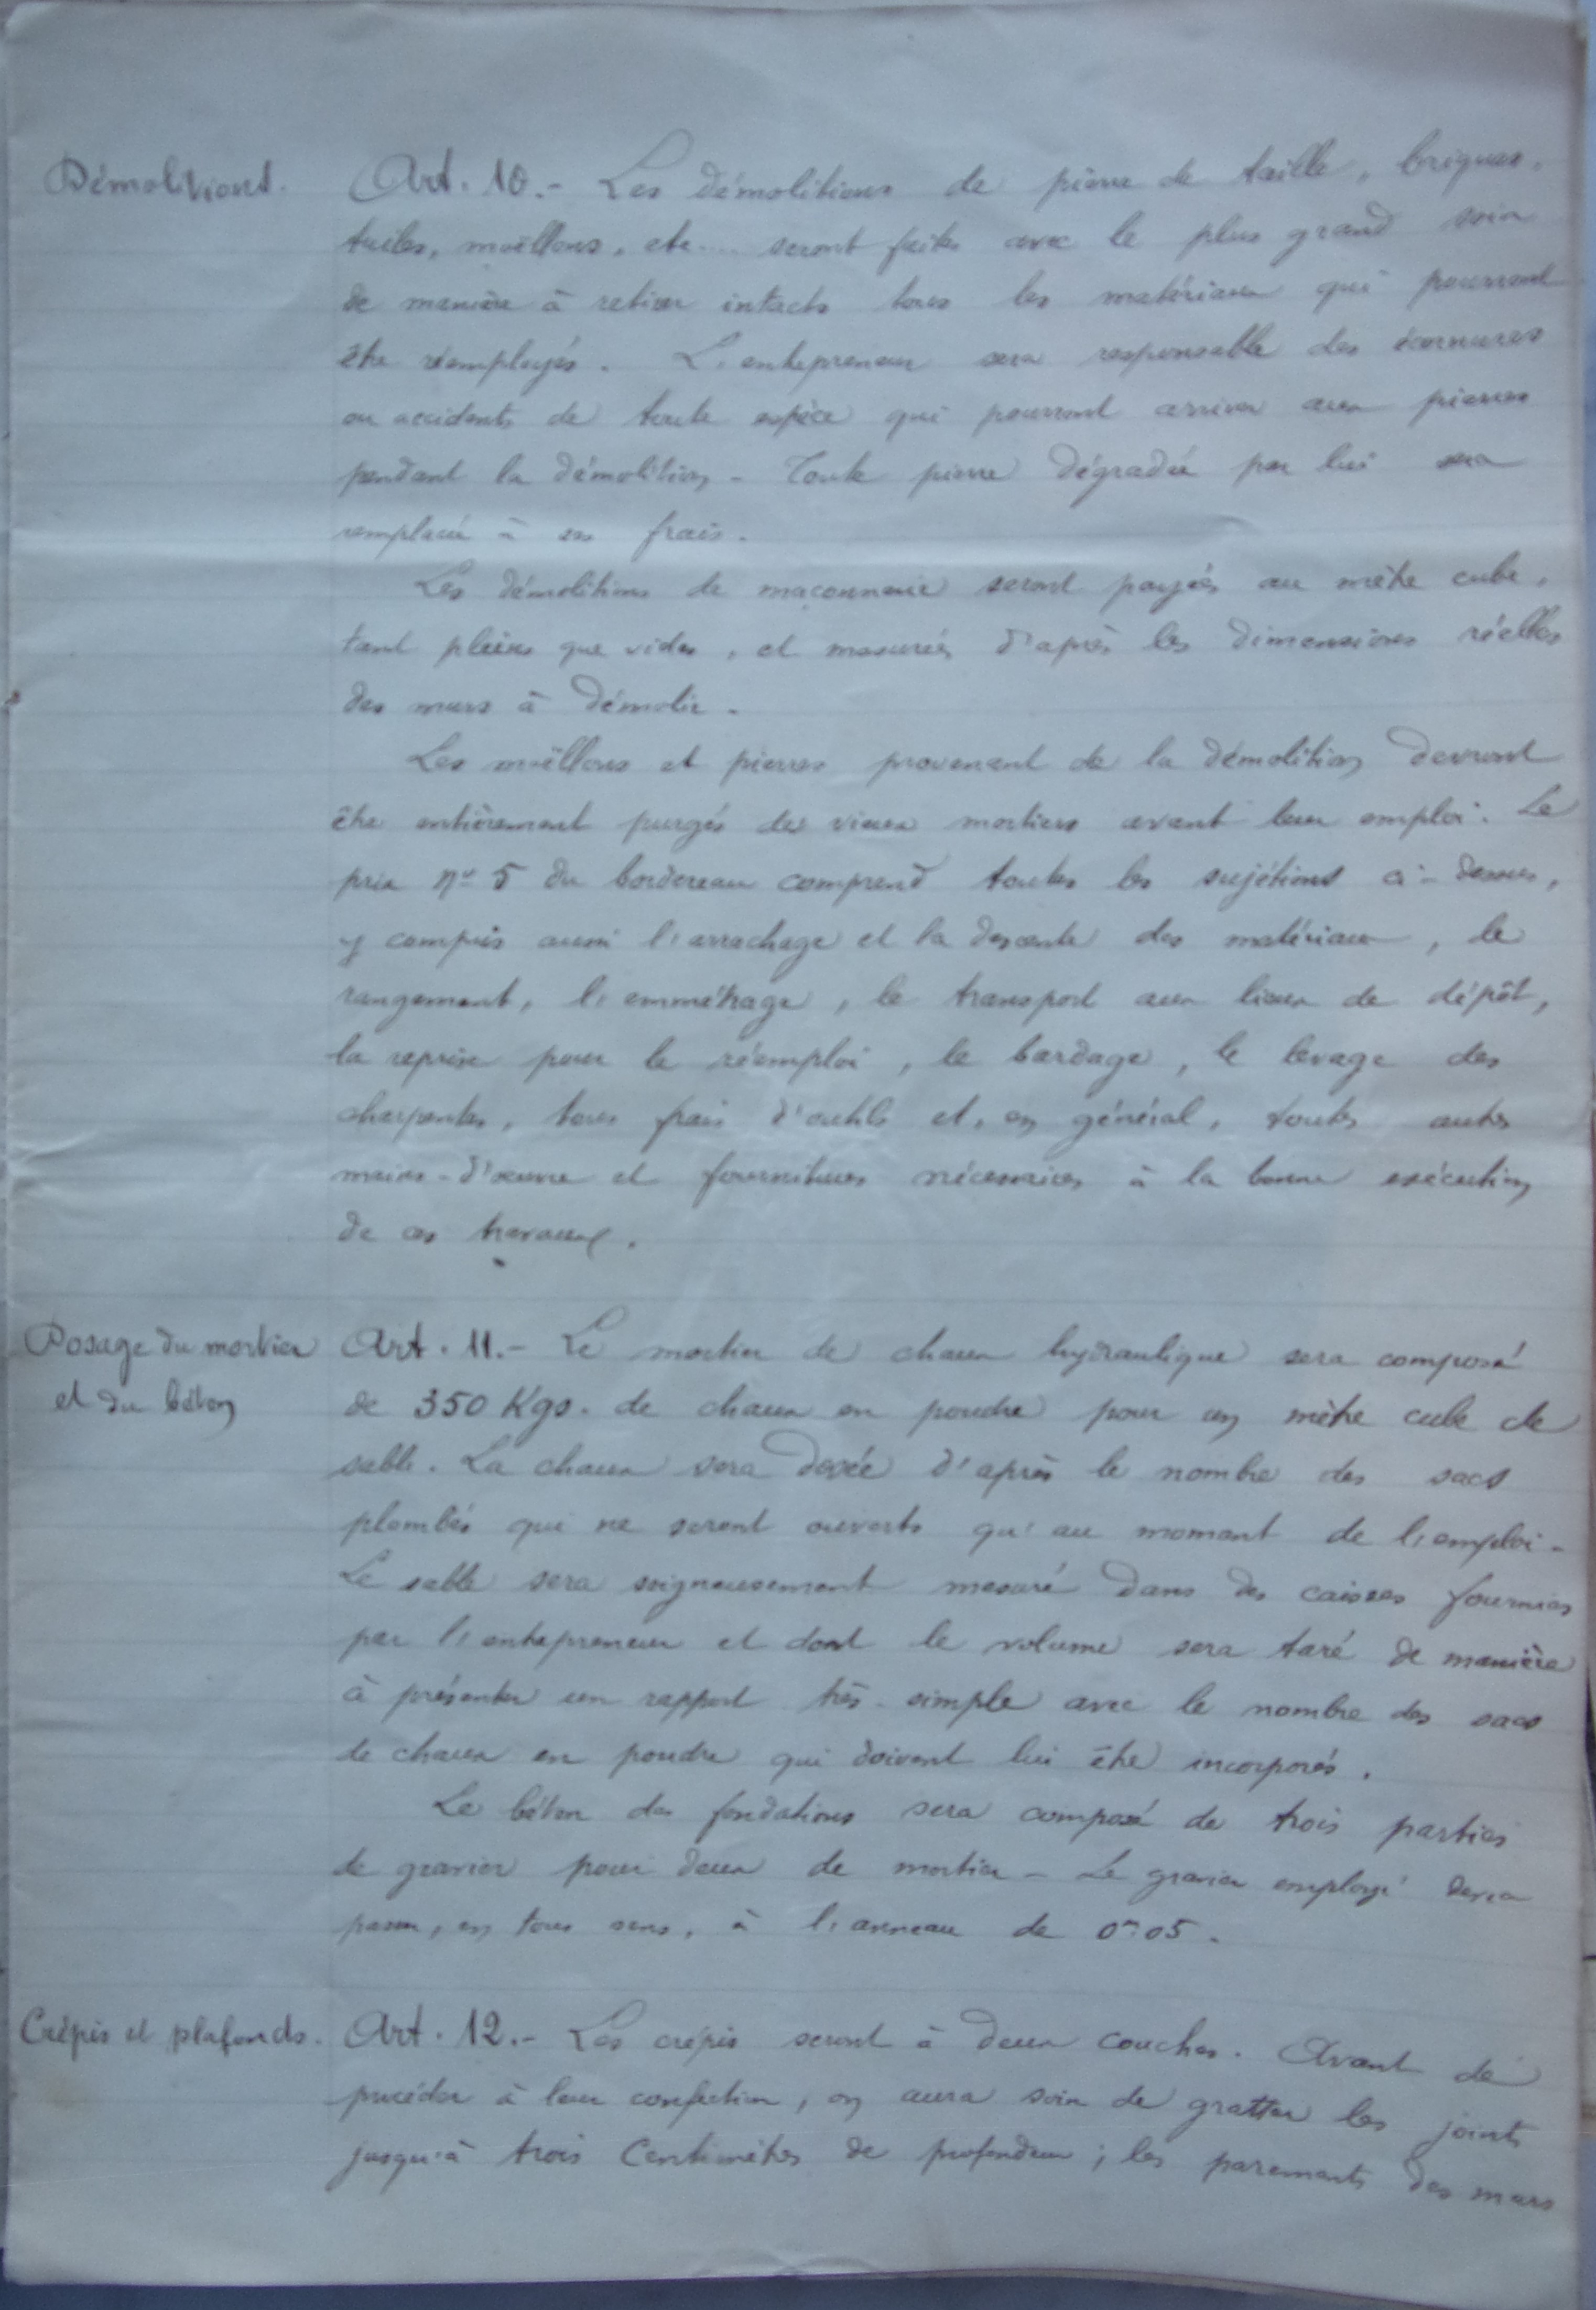 Démolitions.
Art. 10.- Les démolitions de pierre de taille, briques,
tuiles, moëllons, etc.... seront faites avec le plus grand soin
de manière à retirer intacts tous les matériaux qui pourront
être réemployés. L'entrepreneur sera responsable des écornures
ou accidents de toute espèce qui pourront arriver aux pierres
pendant la démolition - Toute pierre dégradée par lui sera
remplacée à ses frais.
Les démolitions de maçonnerie seront payées au mètre cube,
tant pleins que vides, et mesurées d'après les dimensions réelles
des murs à démolir.
Les moëllons et pierres provenant de la démolition devront
être entièrement purgés des vieux mortiers avant leur emploi. Le
prix n° 5 du bordereau comprend toutes les sujétions ci-dessus,
y compris aussi l'arrachage et la descente des matériaux, le
rangement, l'emmétrage, le transport aux lieux de dépôt,
la reprise pour le réemploi, le bardage, le levage des
charpentes, tous frais d'outils et, en général, toutes autres
mains-d'œuvre et fournitures nécessaires à la bonne exécution
de ces travaux.
Dosage du mortier
et du béton
Art. 11.- Le mortier de chaux hydraulique sera composé
de 350 Kgs. de chaux en poudre pour un mètre cube de
sable. La chaux sera dosée d'après le nombre des sacs
plombés qui ne seront ouverts qu'au moment de l'emploi -
Le sable sera soigneusement mesuré dans des caisses fournies
par l'entrepreneur et dont le volume sera taré de manière
à présenter un rapport très-simple avec le nombre des sacs
de chaux en poudre qui doivent lui être incorporés.
Le béton des fondations sera composé de trois parties
de gravier pour deux de mortier - Le gravier employé devra
passer, en tous sens, à l'anneau de 0m05.
Crépis et plafonds.
Art. 12.- Les crépis seront à deux couches. Avant de
procéder à leur confection, on aura soin de gratter les joints
jusqu'à trois Centimètres de profondeur; les parements des murs